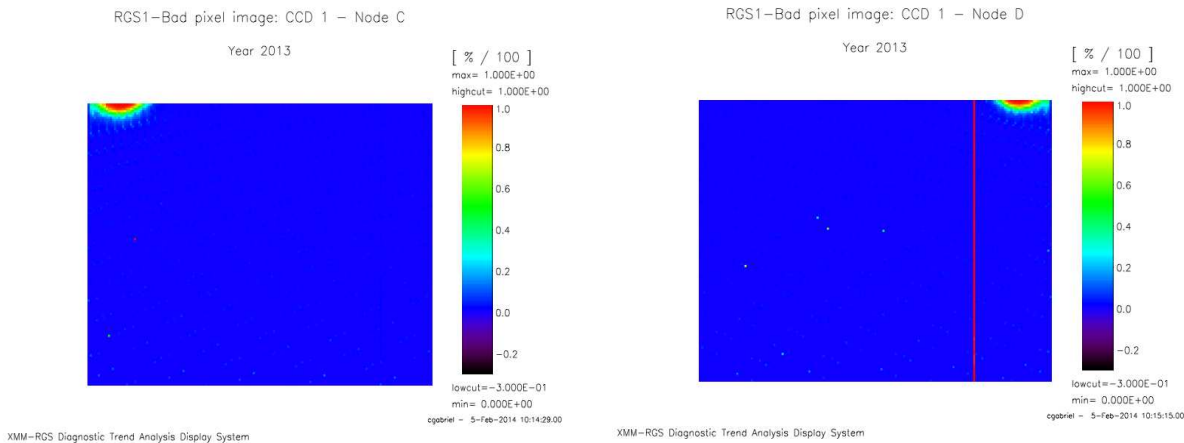 RGS1-Bad pixel image: CCD 1 - Node C
Year 2013
[ % / 100 ]
max= 1.000E+00
highcut= 1.000E+00
1.0
0.8
0.6
0.4
0.2
0.0
-0.2
lowcut=-3.000E-01
min= 0.000E+00
cgabriel - 5-Feb-2014 10:14:29.00
XMM-RGS Diagnostic Trend Analysis Display System
RGS1-Bad pixel image: CCD 1 - Node D
Year 2013
[ % / 100 ]
max= 1.000E+00
highcut= 1.000E+00
1.0
0.8
0.6
0.4
0.2
0.0
-0.2
lowcut=-3.000E-01
min= 0.000E+00
cgabriel - 5-Feb-2014 10:15:15.00
XMM-RGS Diagnostic Trend Analysis Display System